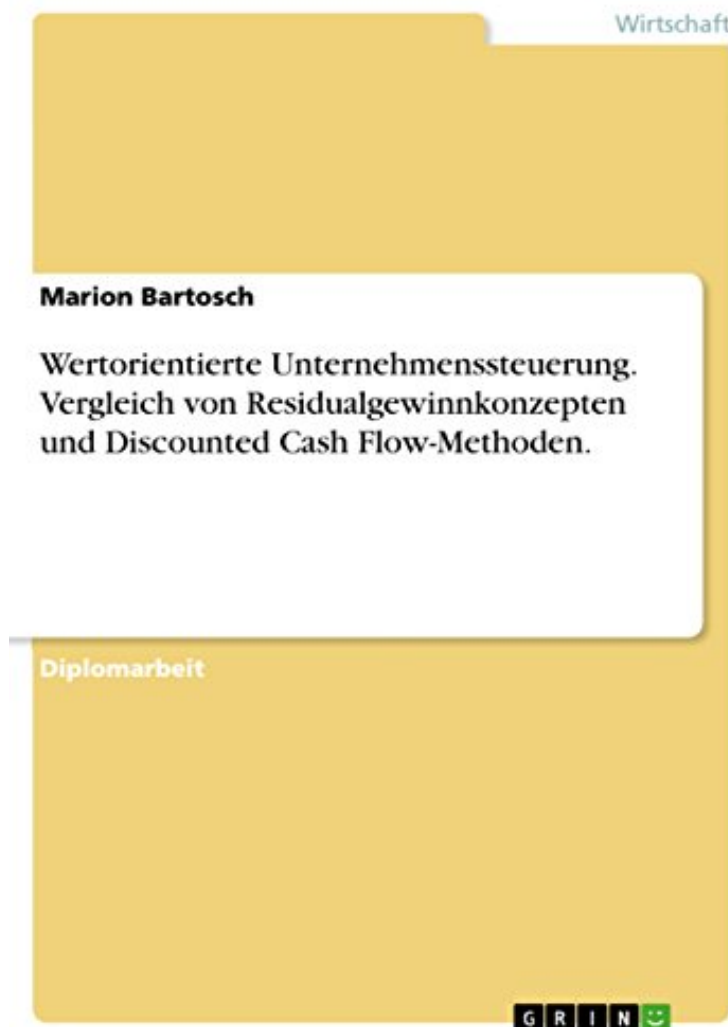 Wirtschaft
Marion Bartosch
Wertorientierte Unternehmenssteuerung.
Vergleich von Residualgewinnkonzepten
und Discounted Cash Flow-Methoden.
Diplomarbeit
GRIN